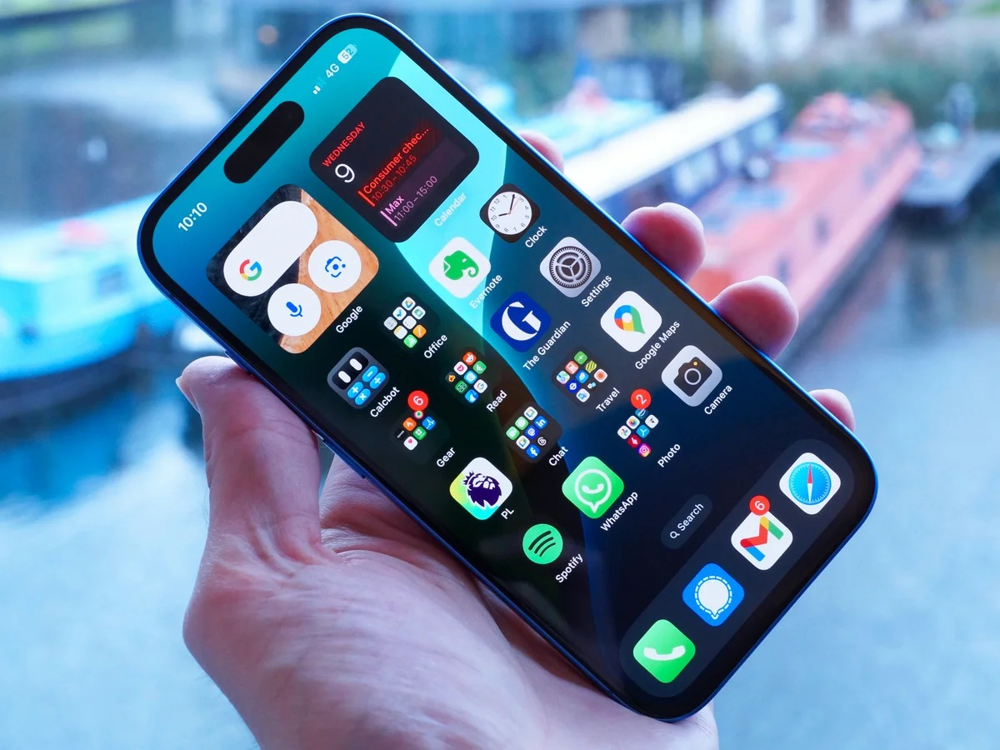 10:10
4G 52
WEDNESDAY
9
Consumer chec...
10:30–10:45
Max
11:00–15:00
Google
Calendar
Calcbot
Office
Evernote
Clock
6
Gear
Read
The Guardian
Settings
PL
Chat
Travel
Google Maps
Spotify
WhatsApp
2
Photo
Camera
Search
6